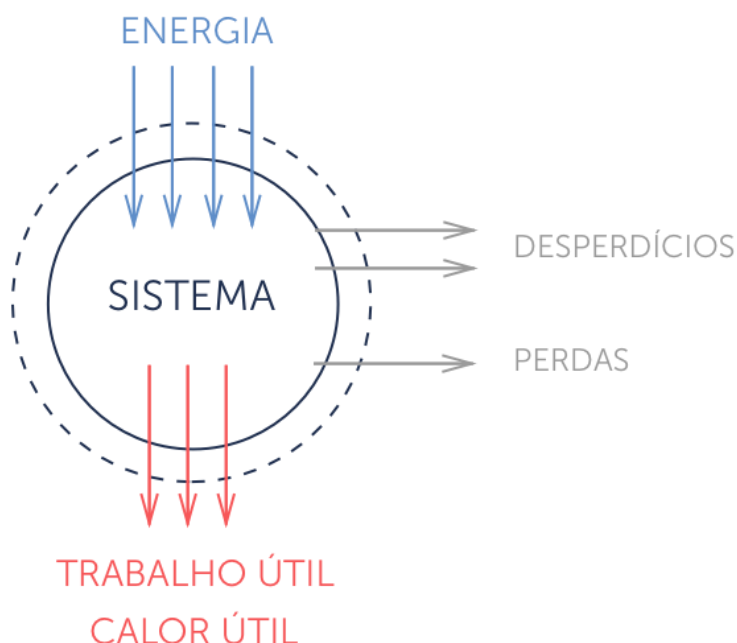 ENERGIA
DESPERDÍCIOS
SISTEMA
PERDAS
TRABALHO ÚTIL
CALOR ÚTIL